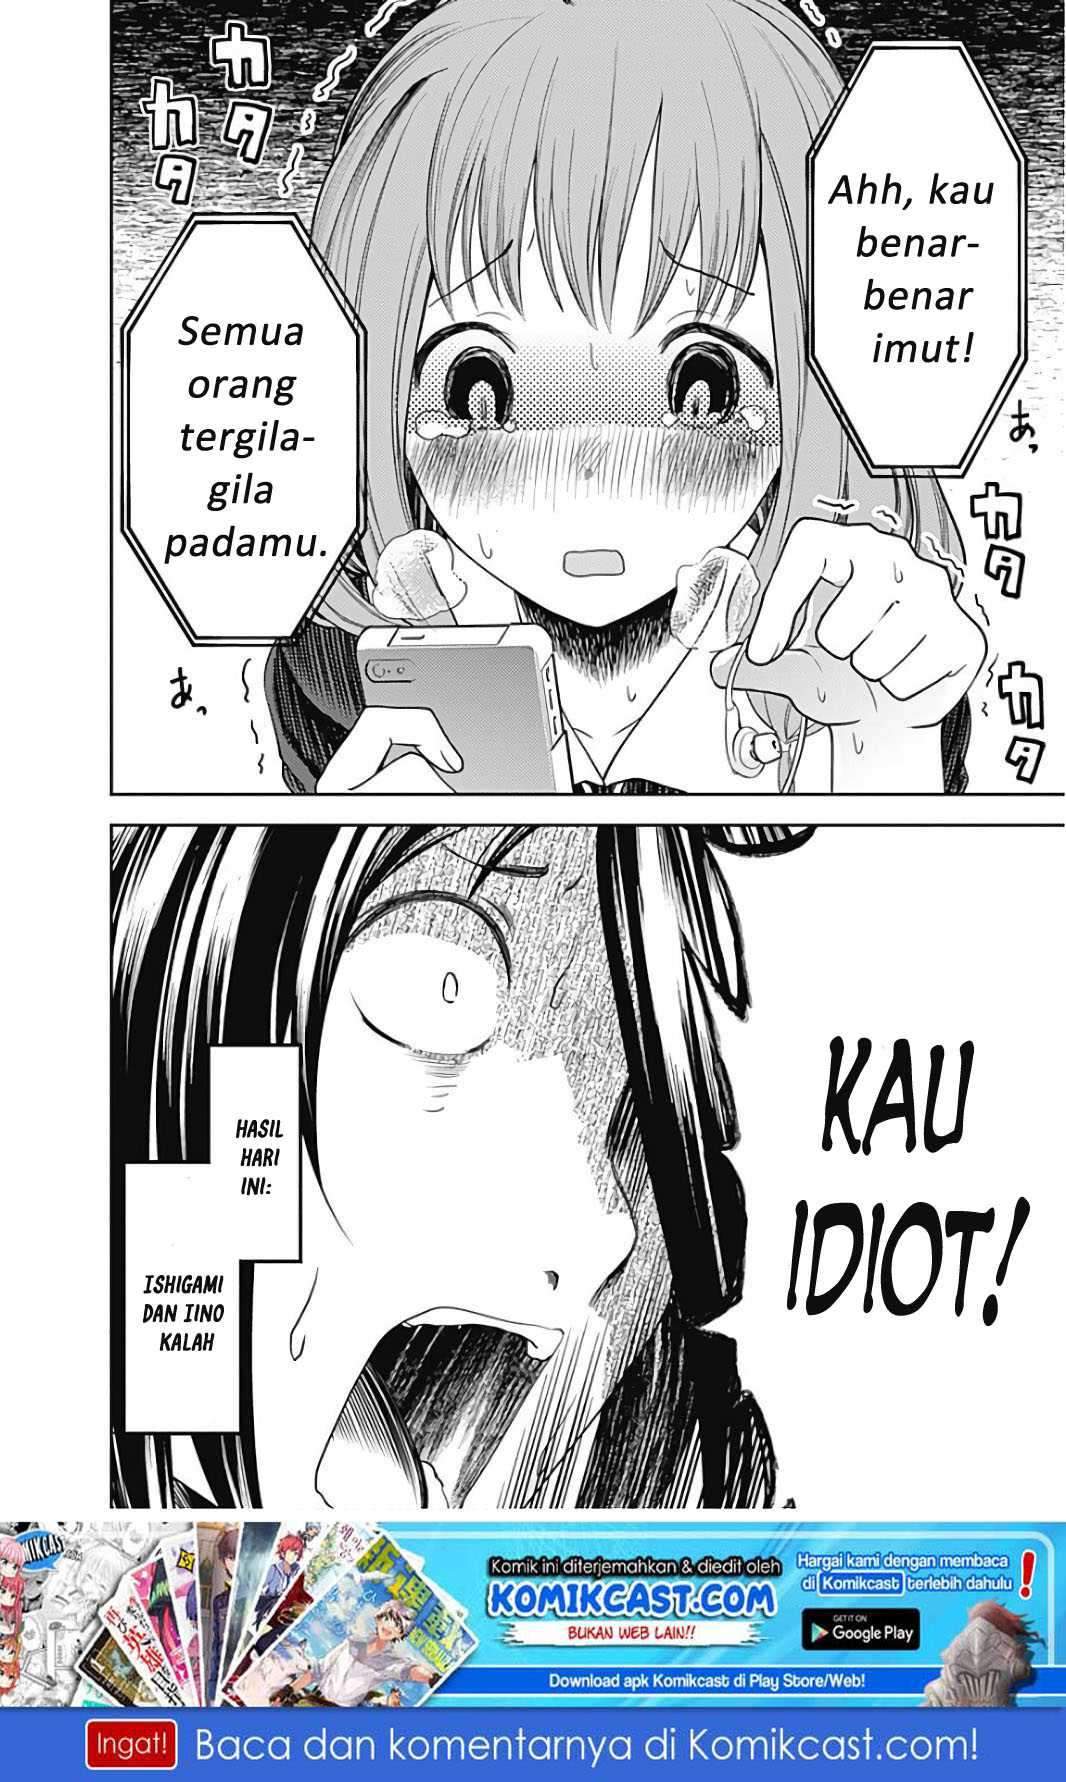 Ahh, kau
benar-
benar
imut!
カタ
カタ
Semua
orang
tergila-
gila
padamu.
あっ
カタ
カタ
あっ
KAU
IDIOT!
HASIL
HARI
INI:
ISHIGAMI
DAN IINO
KALAH
Komik ini diterjemahkan & diedit oleh
KOMIKCAST.COM
BUKAN WEB LAIN!!
Hargai kami dengan membaca
di Komikcast terlebih dahulu !
GET IT ON
Google Play
Download apk Komikcast di Play Store/Web!
Ingat! Baca dan komentarnya di Komikcast.com!